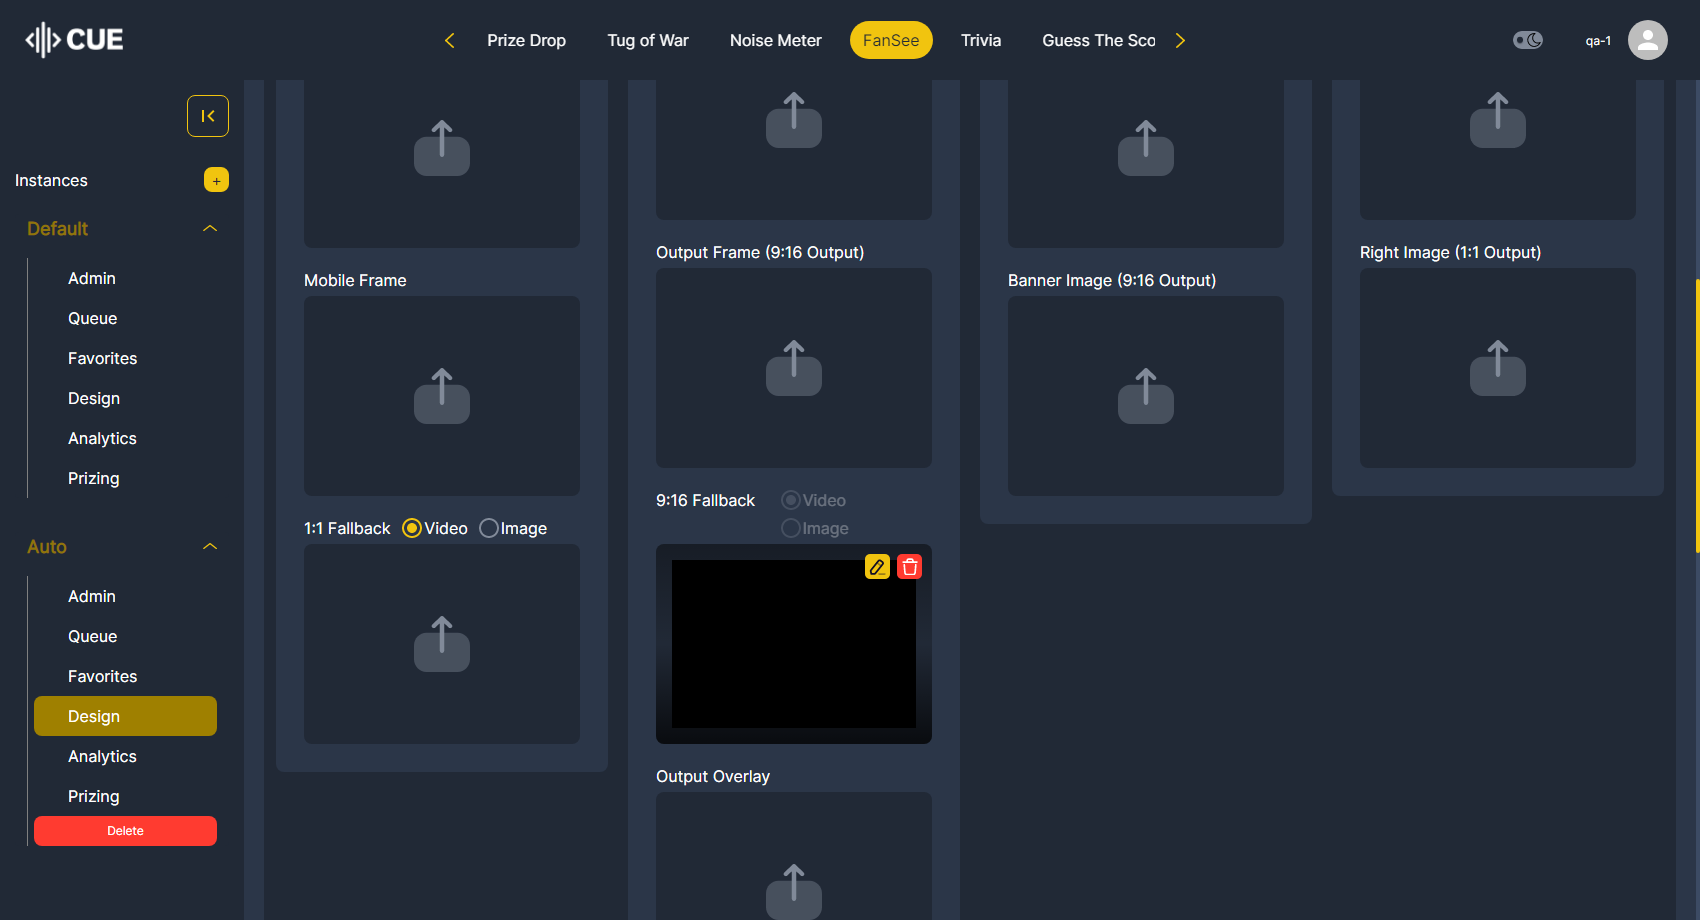 CUE
Prize Drop
Tug of War
Noise Meter
FanSee
Trivia
Guess The Sco
qa-1
Instances
+
Default
Admin
Queue
Favorites
Design
Analytics
Prizing
Auto
Admin
Queue
Favorites
Design
Analytics
Prizing
Delete
Mobile Frame
1:1 Fallback Video Image
Output Frame (9:16 Output)
9:16 Fallback Video
Image
Output Overlay
Banner Image (9:16 Output)
Right Image (1:1 Output)